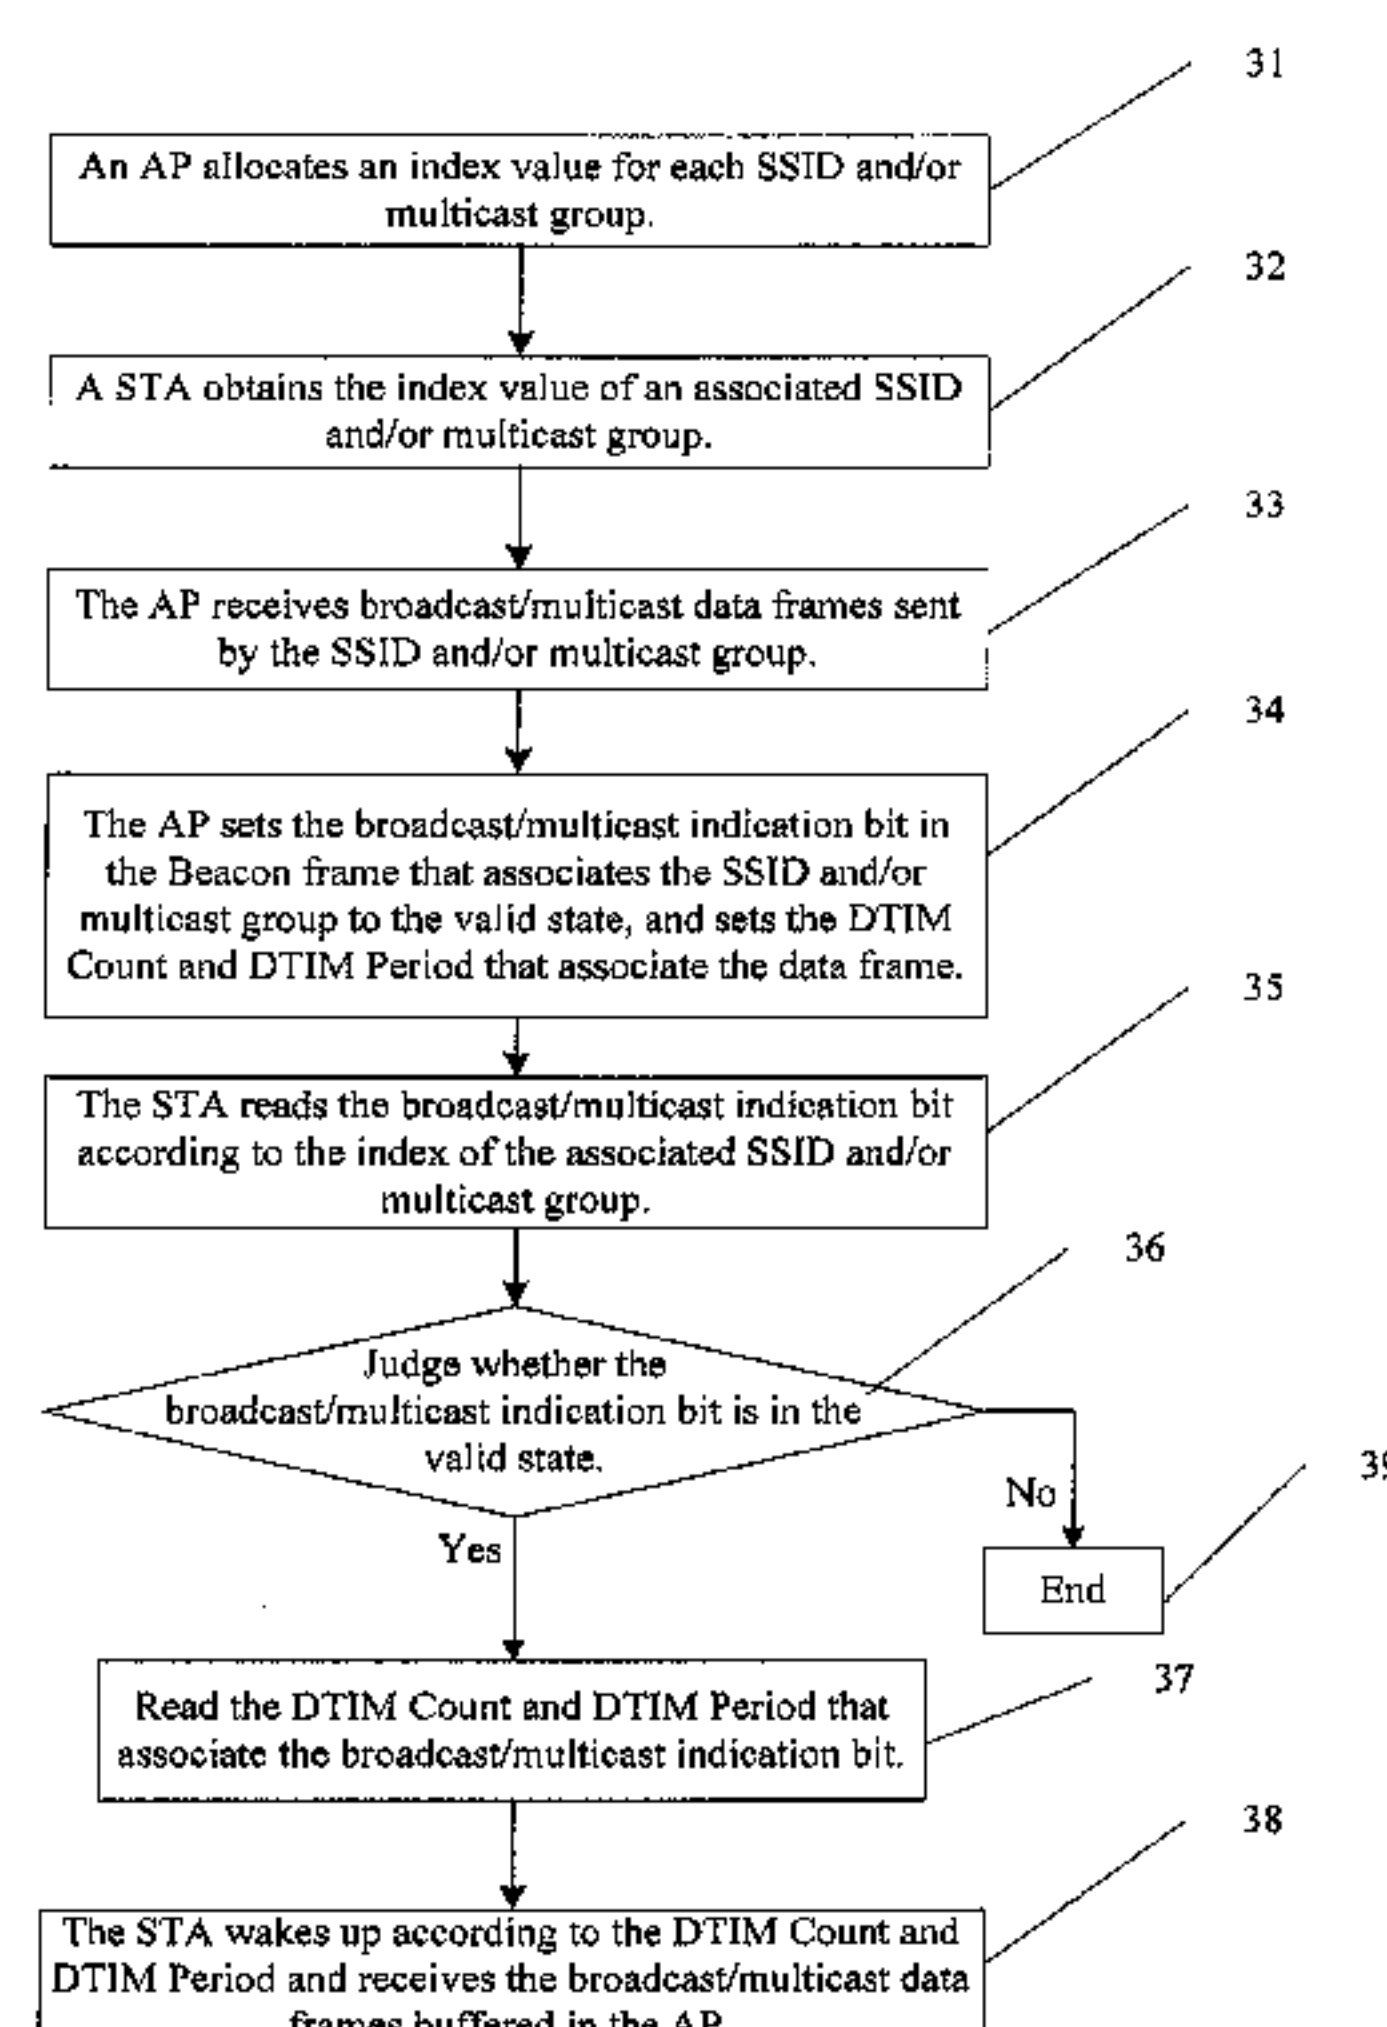 31
An AP allocates an index value for each SSID and/or
multicast group.
32
A STA obtains the index value of an associated SSID
and/or multicast group.
33
The AP receives broadcast/multicast data frames sent
by the SSID and/or multicast group.
34
The AP sets the broadcast/multicast indication bit in
the Beacon frame that associates the SSID and/or
multicast group to the valid state, and sets the DTIM
Count and DTIM Period that associate the data frame.
35
The STA reads the broadcast/multicast indication bit
according to the index of the associated SSID and/or
multicast group.
36
Judge whether the
broadcast/multicast indication bit is in the
valid state.
39
No
Yes
End
37
Read the DTIM Count and DTIM Period that
associate the broadcast/multicast indication bit.
38
The STA wakes up according to the DTIM Count and
DTIM Period and receives the broadcast/multicast data
frames buffered in the AP